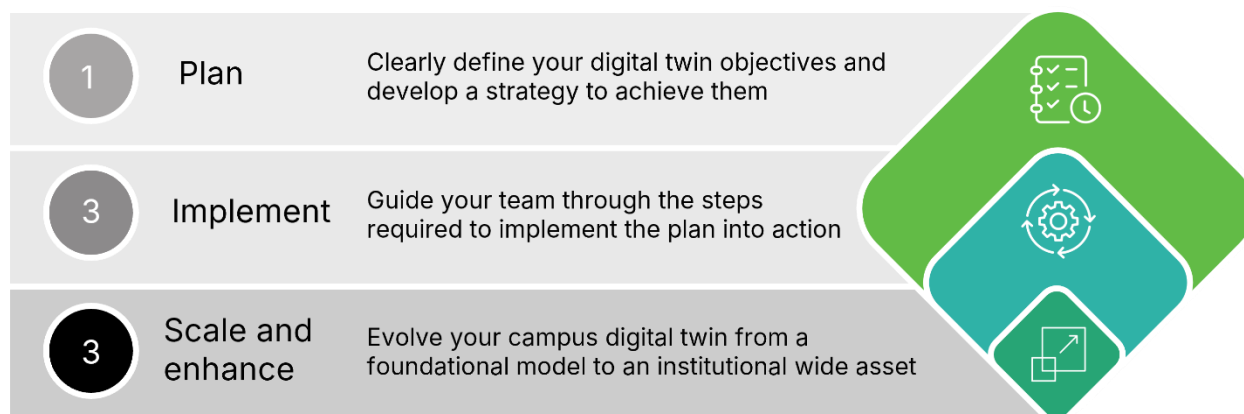 1
Plan
Clearly define your digital twin objectives and
develop a strategy to achieve them
3
Implement
Guide your team through the steps
required to implement the plan into action
3
Scale and
enhance
Evolve your campus digital twin from a
foundational model to an institutional wide asset